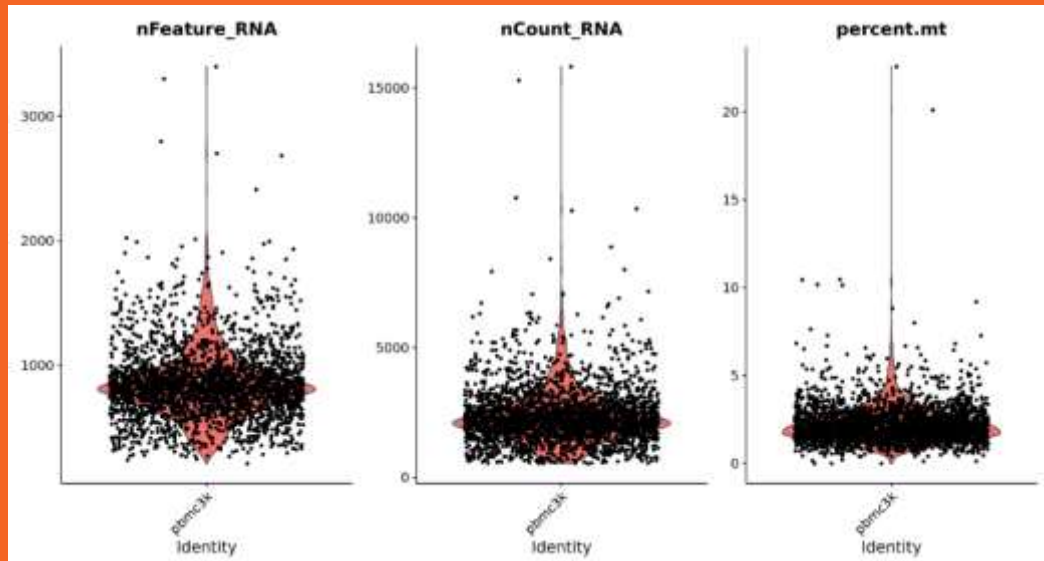 nFeature_RNA
3000
2000
1000
pbmc3k
Identity
nCount_RNA
15000
10000
5000
0
pbmc3k
Identity
percent.mt
20
15
10
5
0
pbmc3k
Identity